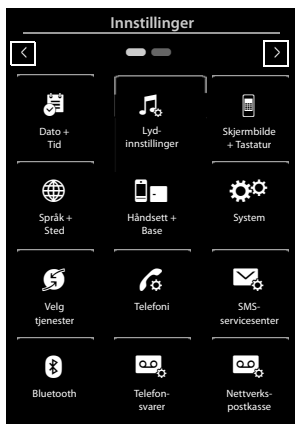 Innstillinger
Dato +
Tid
Lyd-
innstillinger
Skjermbilde
+ Tastatur
Språk +
Sted
Håndsett +
Base
System
Velg
tjenester
Telefoni
SMS-
servicesenter
Bluetooth
Telefon-
svarer
Nettverks-
postkasse